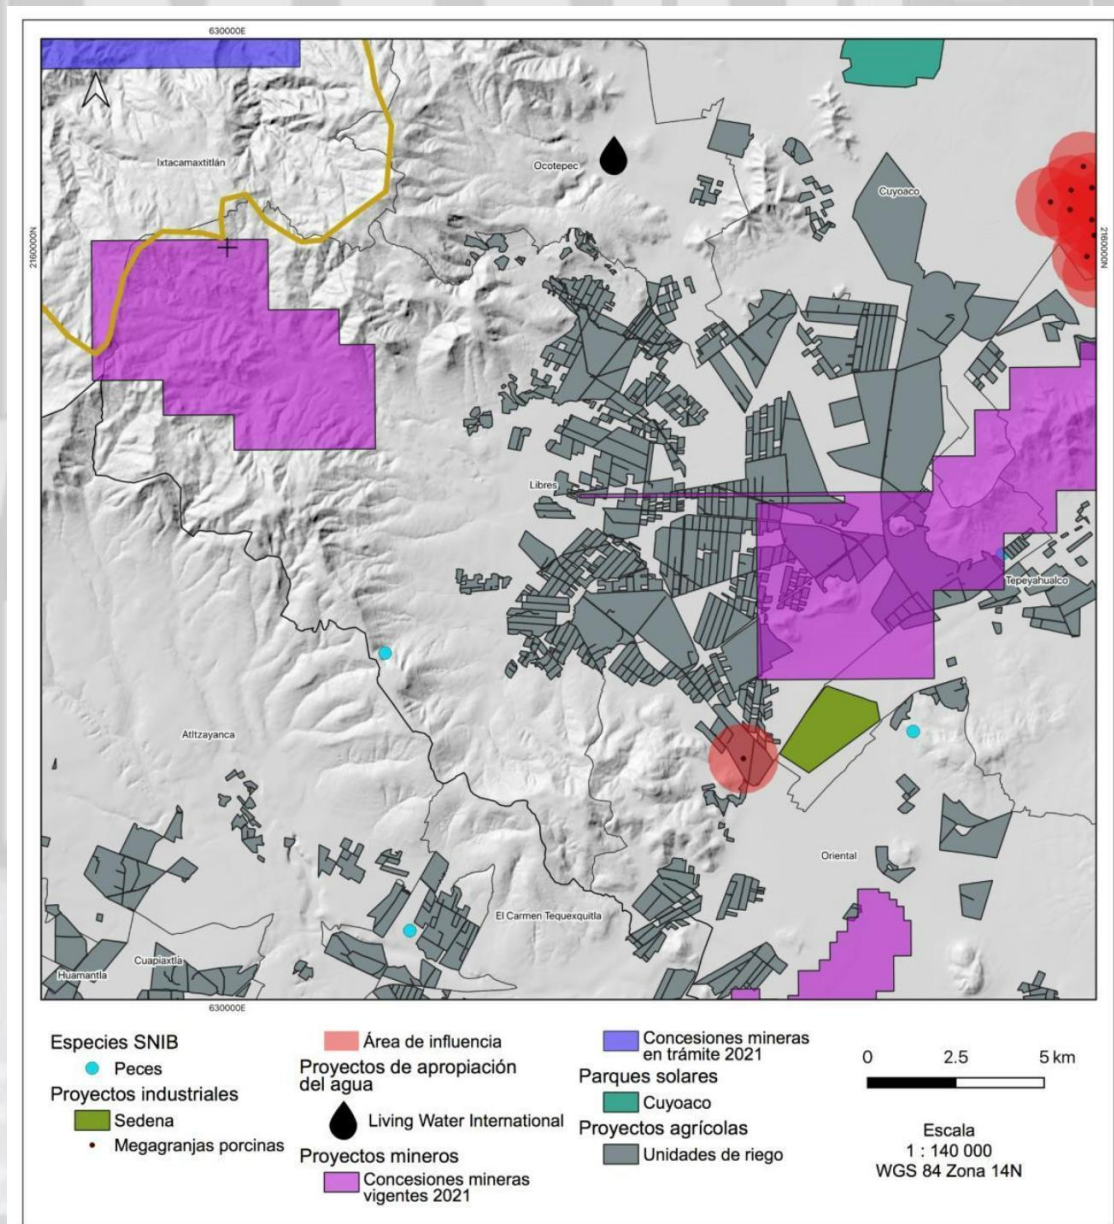 630000E
Ixtacamaxtitlán
Ocotepec
Cuyoaco
2160000N
2160000N
Libres
Tepeyahualco
Atltzayanca
Oriental
El Carmen Tequexquitla
Cuapiaxtla
Huamantla
630000E
Especies SNIB
Peces
Proyectos industriales
Sedena
Megagranjas porcinas
Área de influencia
Proyectos de apropiación
del agua
Living Water International
Proyectos mineros
Concesiones mineras
vigentes 2021
Concesiones mineras
en trámite 2021
Parques solares
Cuyoaco
Proyectos agrícolas
Unidades de riego
0 2.5 5 km
Escala
1 : 140 000
WGS 84 Zona 14N